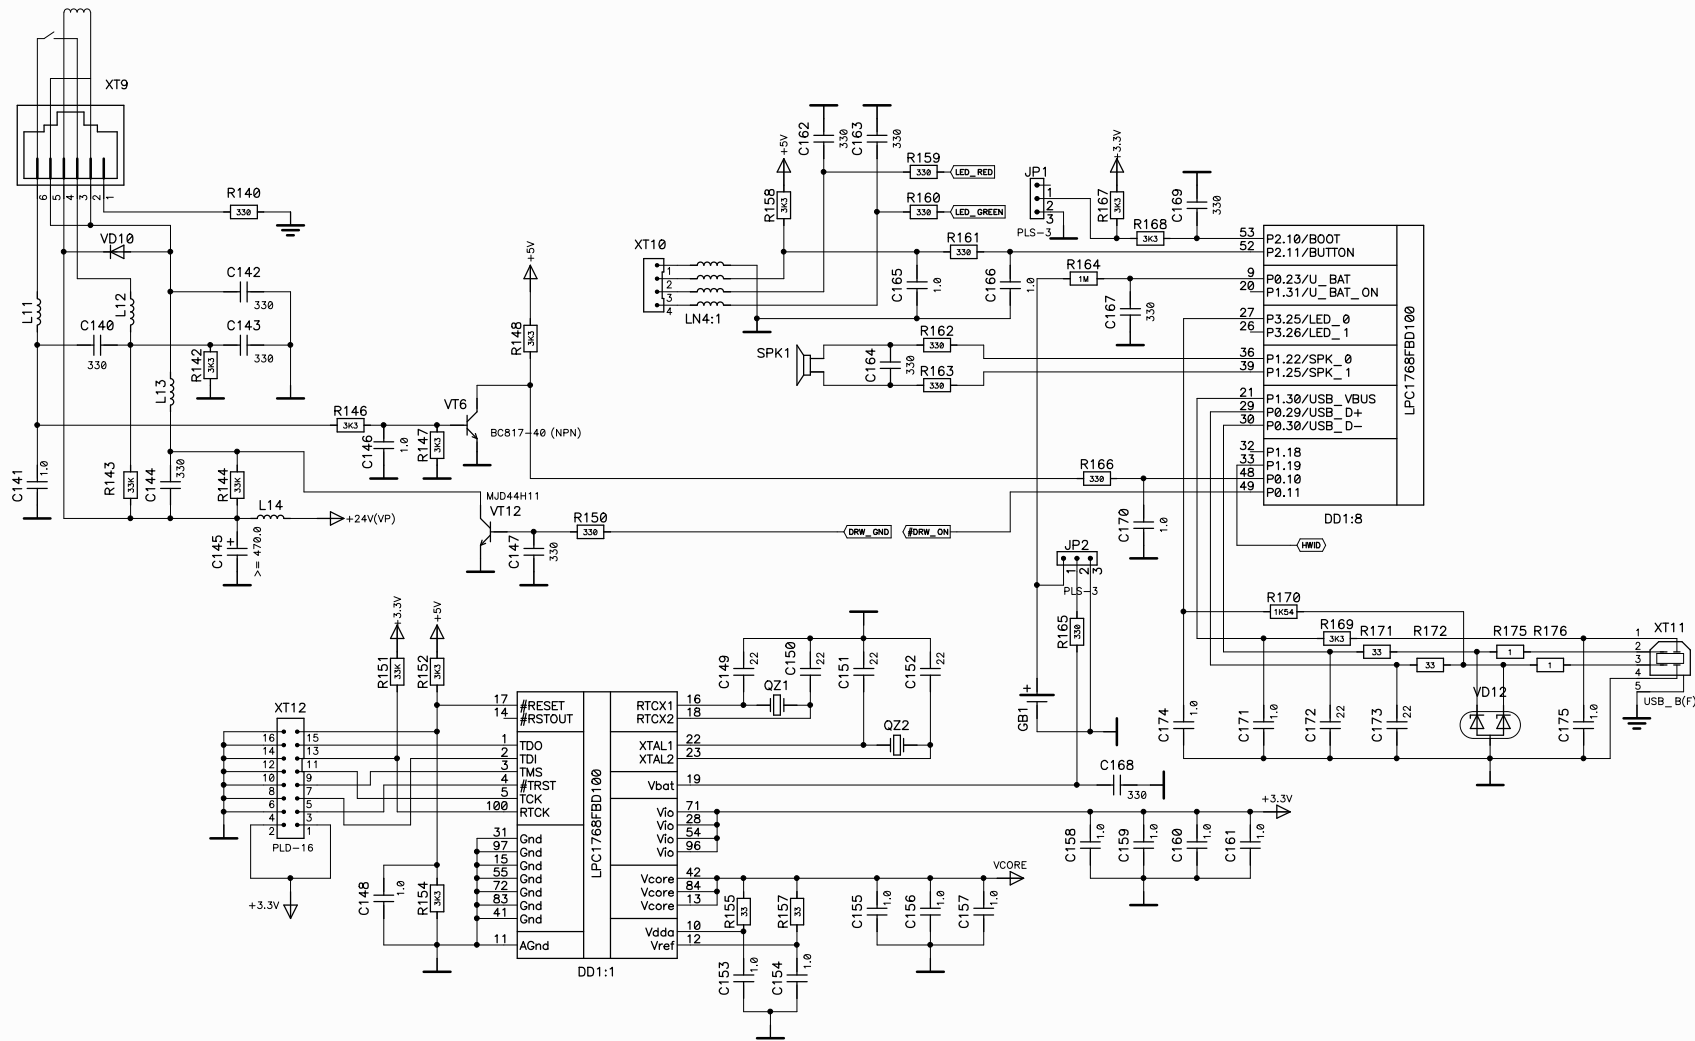 XT9
6 5 4 3 2 1
R140
330
VD10
C142
330
L11
L12
C140
330
C143
330
R142
3K3
L13
R146
3K3
C146
1.0
R147
3K3
VT6
BC817-40 (NPN)
+5V
R148
3K3
C141
1.0
R143
33K
C144
330
R144
33K
L14
+24V(VP)
C145
+
>= 470.0
MJD44H11
VT12
C147
330
R150
330
DRW_GND
#DRW_ON
XT10
1
2
3
4
LN4:1
+5V
R158
3K3
C162
330
C163
330
R159
330
LED_RED
R160
330
LED_GREEN
R161
330
C165
1.0
C166
1.0
SPK1
C164
330
R162
330
R163
330
JP1
1
2
3
PLS-3
+3.3V
R167
3K3
R168
3K3
C169
330
R164
1M
C167
330
R166
330
C170
1.0
53 P2.10/BOOT
52 P2.11/BUTTON
9 P0.23/U_BAT
20 P1.31/U_BAT_ON
27 P3.25/LED_0
26 P3.26/LED_1
36 P1.22/SPK_0
39 P1.25/SPK_1
21 P1.30/USB_VBUS
29 P0.29/USB_D+
30 P0.30/USB_D-
32 P1.18
33 P1.19
48 P0.10
49 P0.11
LPC1768FBD100
DD1:8
HWID
JP2
1 2 3
PLS-3
R165
330
+
GB1
R170
1K54
R169
3K3
R171
33
R172
33
R175
1
R176
1
XT11
1
2
3
4
5
USB_B(F)
VD12
C174
1.0
C171
1.0
C172
22
C173
22
C175
1.0
+3.3V
R151
33K
+5V
R152
3K3
XT12
16 15
14 13
12 11
10 9
8 7
6 5
4 3
2 1
PLD-16
+3.3V
C148
1.0
R154
3K3
17 #RESET
14 #RSTOUT
1 TDO
2 TDI
3 TMS
4 #TRST
5 TCK
100 RTCK
31 Gnd
97 Gnd
15 Gnd
55 Gnd
72 Gnd
83 Gnd
41 Gnd
11 AGnd
LPC1768FBD100
DD1:1
RTCX1 16
RTCX2 18
XTAL1 22
XTAL2 23
Vbat 19
Vio 71
Vio 28
Vio 54
Vio 96
Vcore 42
Vcore 84
Vcore 13
Vdda 10
Vref 12
C149
22
C150
22
C151
22
C152
22
QZ1
QZ2
C168
330
+3.3V
C158
1.0
C159
1.0
C160
1.0
C161
1.0
VCORE
R155
33
R157
33
C155
1.0
C156
1.0
C157
1.0
C153
1.0
C154
1.0